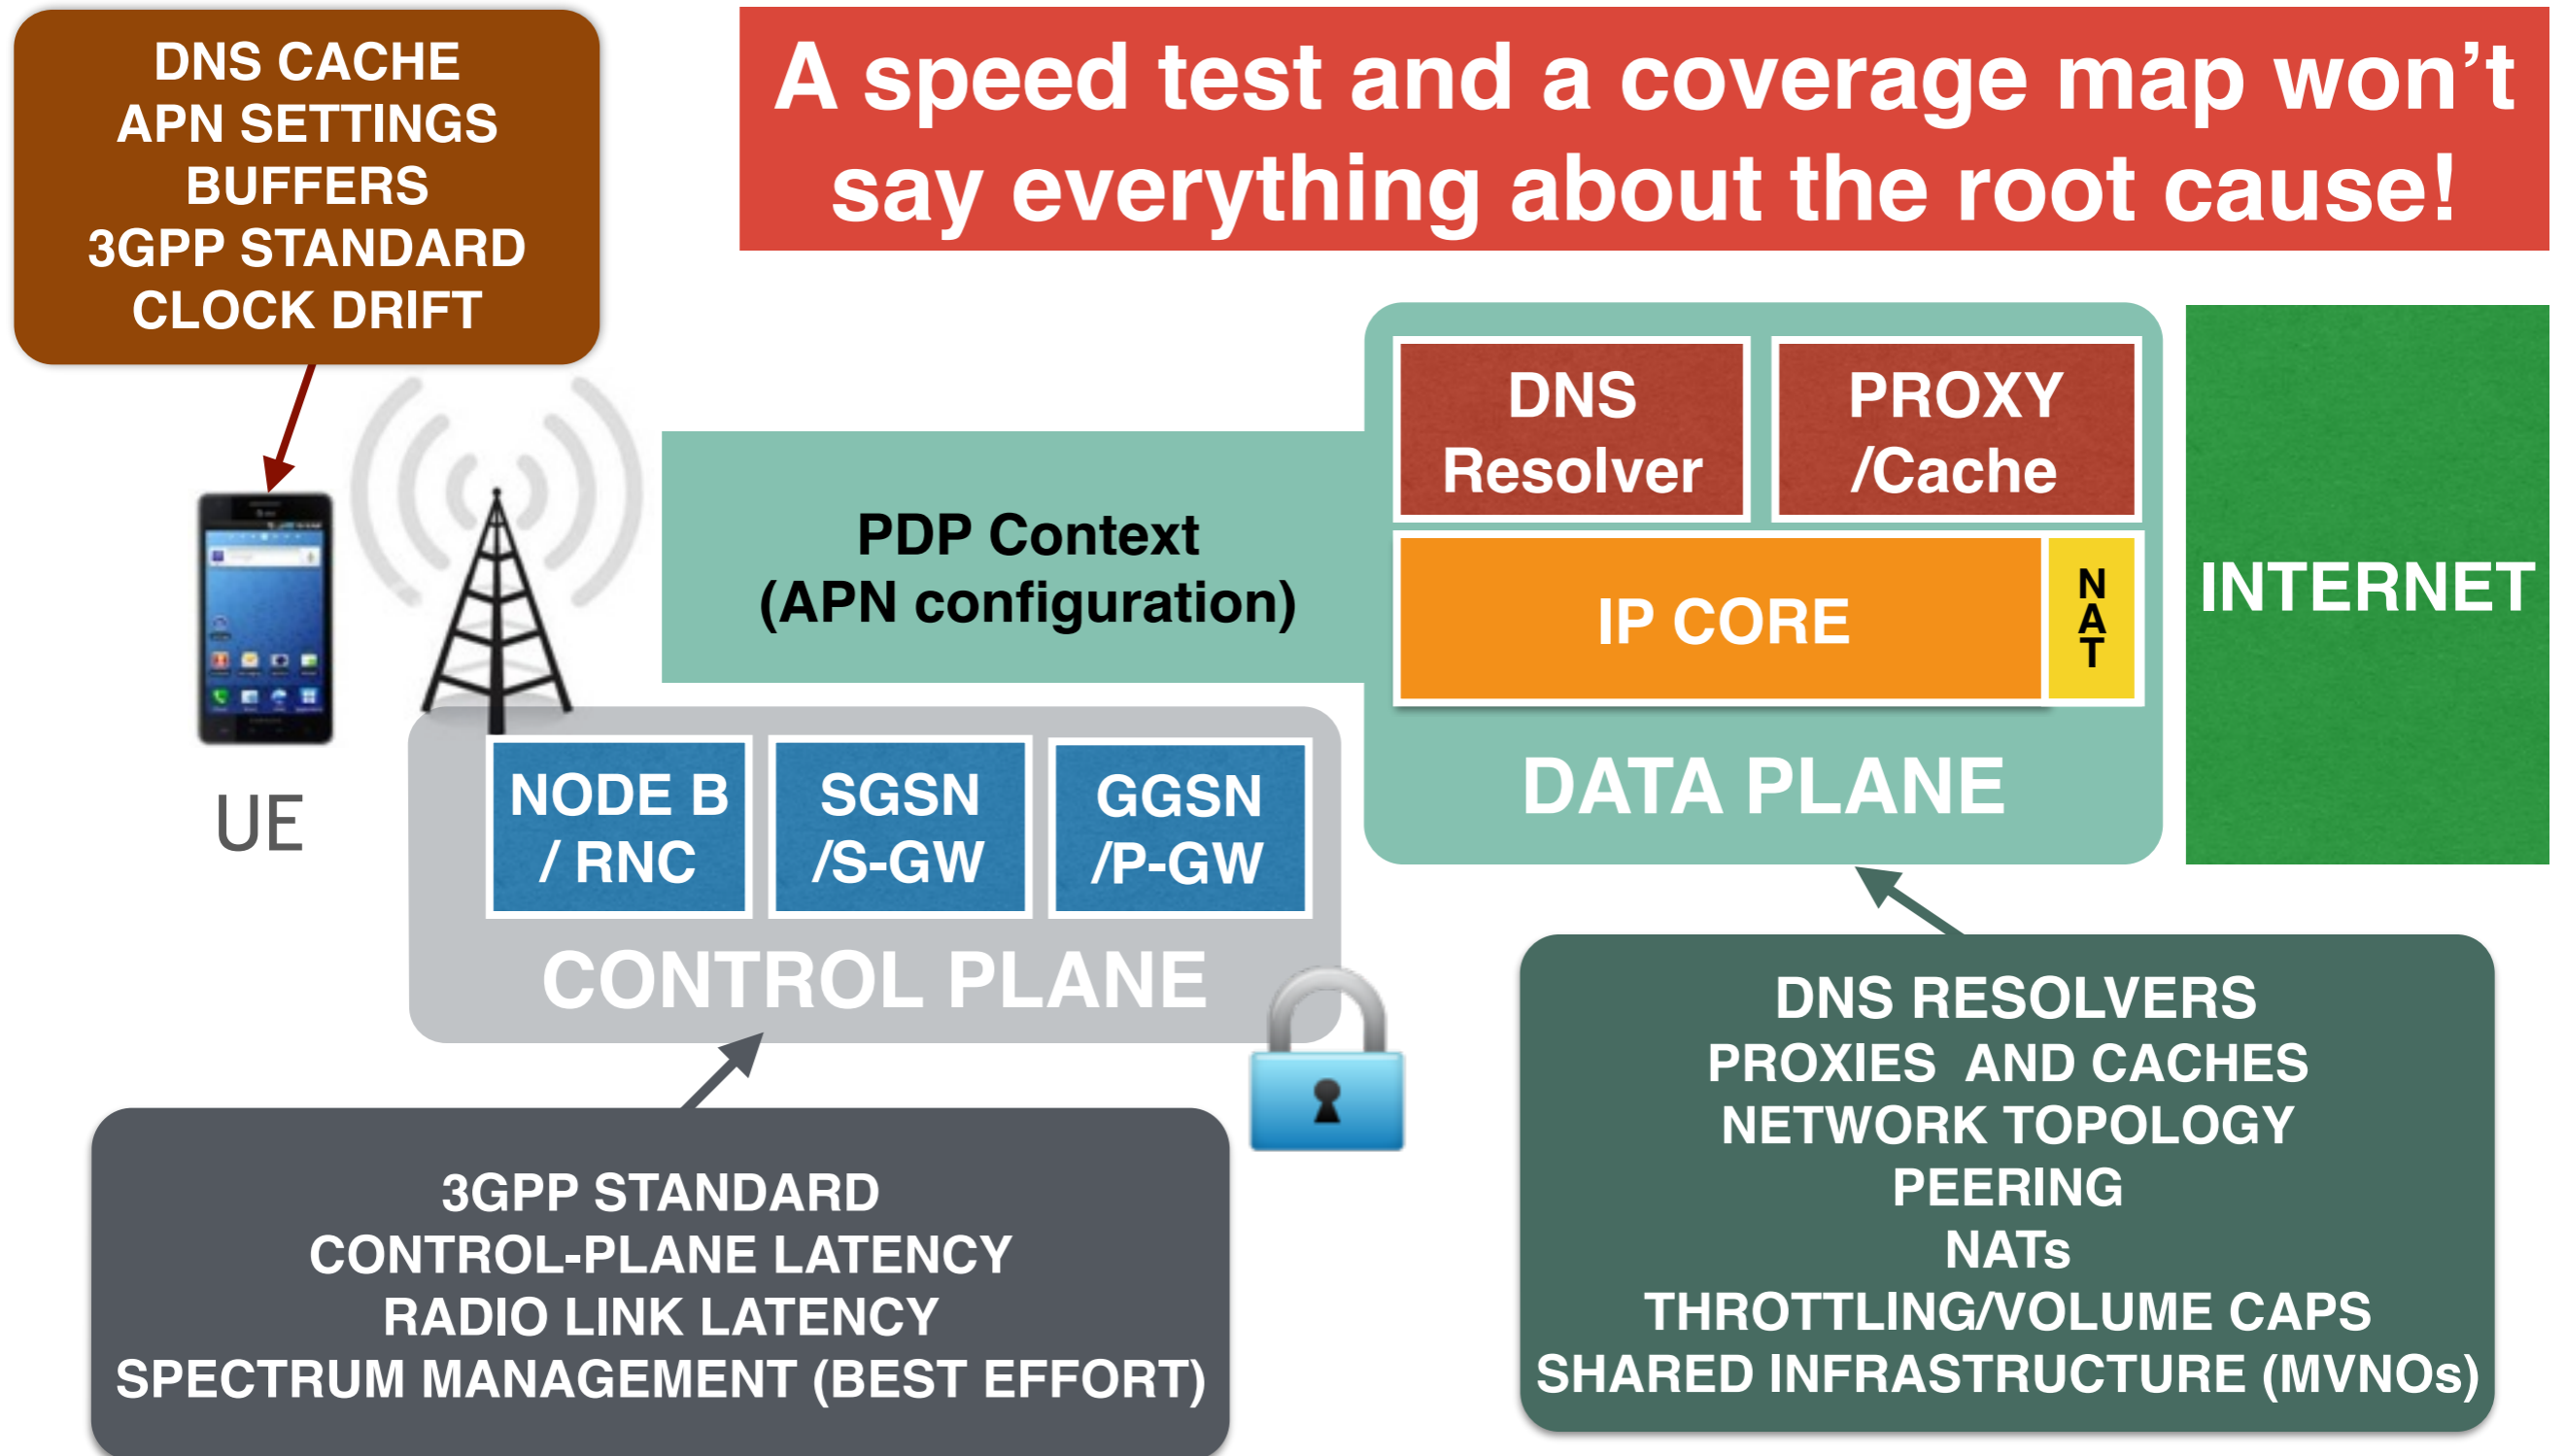 DNS CACHE
APN SETTINGS
BUFFERS
3GPP STANDARD
CLOCK DRIFT
A speed test and a coverage map won’t
say everything about the root cause!
UE
PDP Context
(APN configuration)
DNS
Resolver
PROXY
/Cache
IP CORE
NAT
DATA PLANE
INTERNET
NODE B
/ RNC
SGSN
/S-GW
GGSN
/P-GW
CONTROL PLANE
3GPP STANDARD
CONTROL-PLANE LATENCY
RADIO LINK LATENCY
SPECTRUM MANAGEMENT (BEST EFFORT)
DNS RESOLVERS
PROXIES  AND CACHES
NETWORK TOPOLOGY
PEERING
NATs
THROTTLING/VOLUME CAPS
SHARED INFRASTRUCTURE (MVNOs)